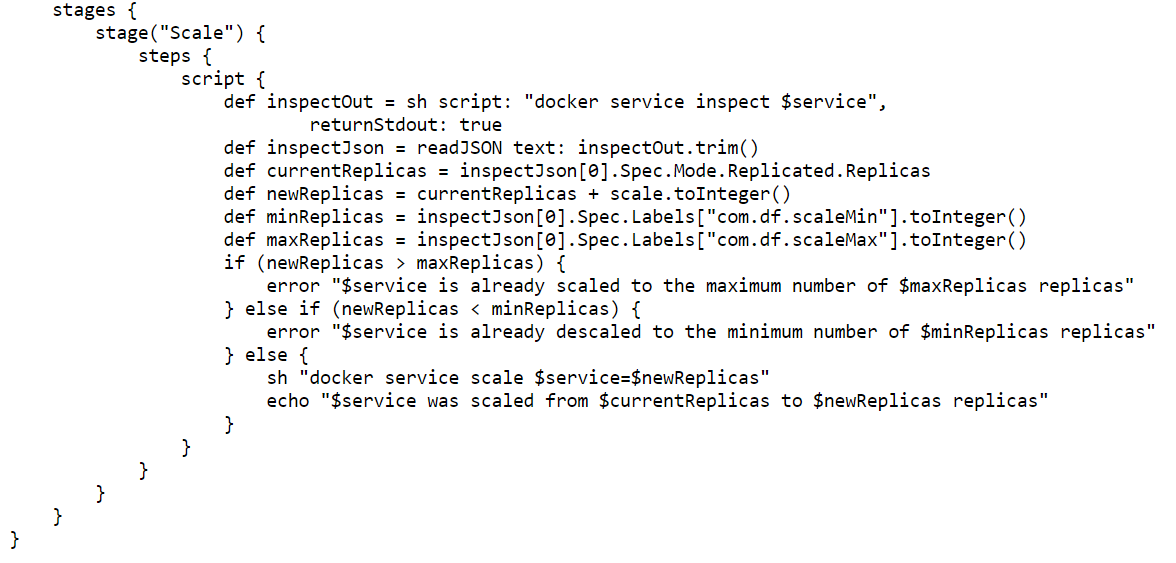 stages {
        stage("Scale") {
            steps {
                script {
                    def inspectOut = sh script: "docker service inspect $service",
                            returnStdout: true
                    def inspectJson = readJSON text: inspectOut.trim()
                    def currentReplicas = inspectJson[0].Spec.Mode.Replicated.Replicas
                    def newReplicas = currentReplicas + scale.toInteger()
                    def minReplicas = inspectJson[0].Spec.Labels["com.df.scaleMin"].toInteger()
                    def maxReplicas = inspectJson[0].Spec.Labels["com.df.scaleMax"].toInteger()
                    if (newReplicas > maxReplicas) {
                        error "$service is already scaled to the maximum number of $maxReplicas replicas"
                    } else if (newReplicas < minReplicas) {
                        error "$service is already descaled to the minimum number of $minReplicas replicas"
                    } else {
                        sh "docker service scale $service=$newReplicas"
                        echo "$service was scaled from $currentReplicas to $newReplicas replicas"
                    }
                }
            }
        }
    }
}